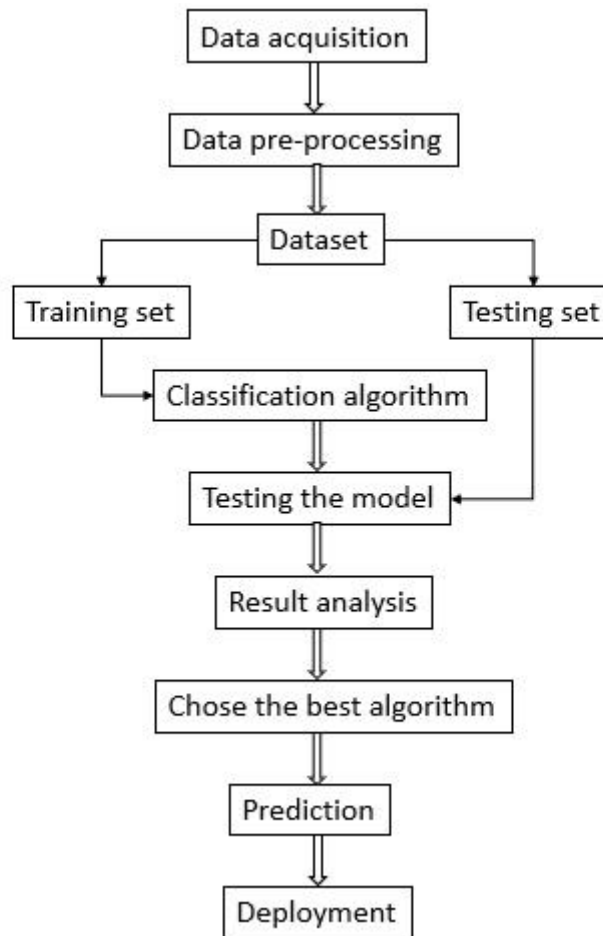 Data acquisition
Data pre-processing
Dataset
Training set
Testing set
Classification algorithm
Testing the model
Result analysis
Chose the best algorithm
Prediction
Deployment